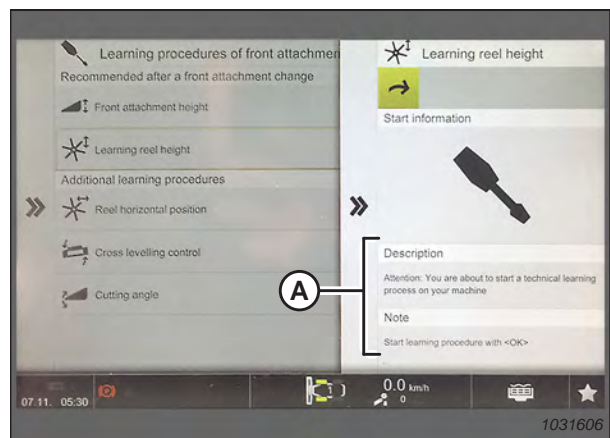 Learning procedures of front attachmen
Recommended after a front attachment change
Front attachment height
Learning reel height
Additional learning procedures
Reel horizontal position
Cross levelling control
Cutting angle
Learning reel height
Start information
Description
Attention: You are about to start a technical learning
process on your machine
Note
Start learning procedure with <OK>
A
07.11. 05:30
0.0 km/h
0
1031606